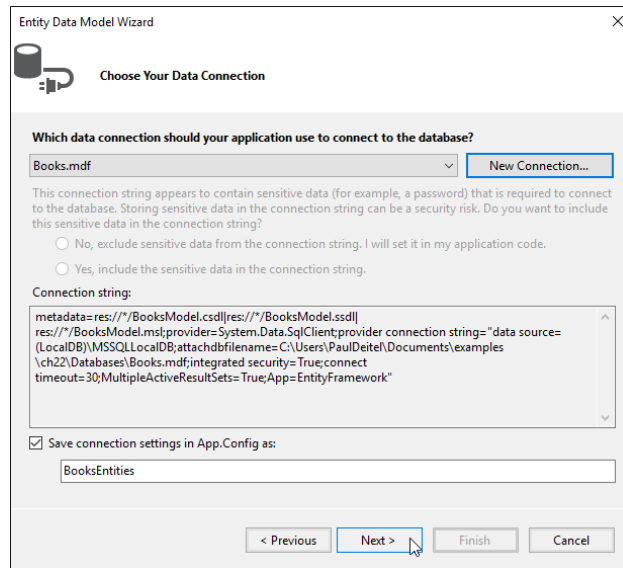 Entity Data Model Wizard
Choose Your Data Connection
Which data connection should your application use to connect to the database?
Books.mdf
New Connection...
This connection string appears to contain sensitive data (for example, a password) that is required to connect
to the database. Storing sensitive data in the connection string can be a security risk. Do you want to include
this sensitive data in the connection string?
No, exclude sensitive data from the connection string. I will set it in my application code.
Yes, include the sensitive data in the connection string.
Connection string:
metadata=res://*/BooksModel.csdl|res://*/BooksModel.ssdl|
res://*/BooksModel.msl;provider=System.Data.SqlClient;provider connection string="data source=
(LocalDB)\MSSQLLocalDB;attachdbfilename=C:\Users\PaulDeitel\Documents\examples
\ch22\Databases\Books.mdf;integrated security=True;connect
timeout=30;MultipleActiveResultSets=True;App=EntityFramework"
Save connection settings in App.Config as:
BooksEntities
< Previous
Next >
Finish
Cancel